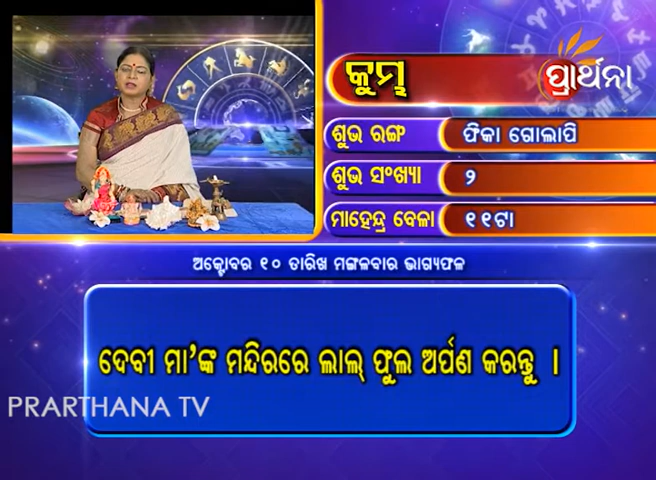 କୁମ୍ଭ
ପ୍ରାର୍ଥନା
ଶୁଭ ରଙ୍ଗ ଫିକା ଗୋଲାପି
ଶୁଭ ସଂଖ୍ୟା ୨
ମାହେନ୍ଦ୍ର ବେଳା ୧୧ଟା
ଅକ୍ଟୋବର ୧୦ ତାରିଖ ମଙ୍ଗଳବାର ଭାଗ୍ୟଫଳ
ଦେବୀ ମା’ଙ୍କ ମନ୍ଦିରରେ ଲାଲ୍ ଫୁଲ ଅର୍ପଣ କରନ୍ତୁ ।
PRARTHANA TV